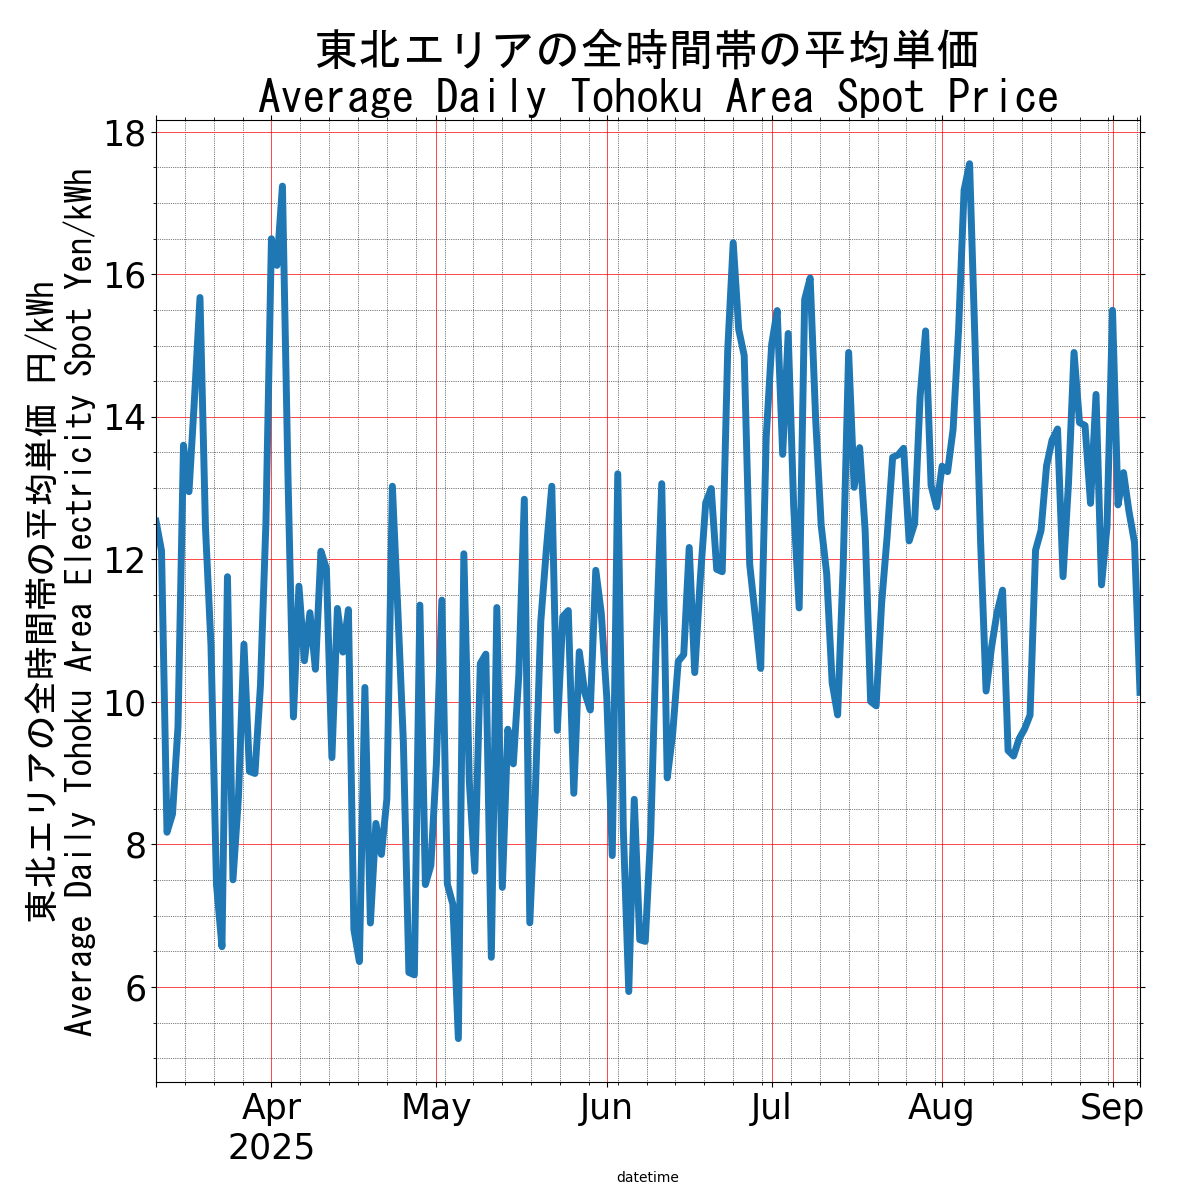 東北エリアの全時間帯の平均単価
Average Daily Tohoku Area Spot Price
東北エリアの全時間帯の平均単価 円/kWh
Average Daily Tohoku Area Electricity Spot Yen/kWh
18
16
14
12
10
8
6
Apr
2025
May
Jun
Jul
Aug
Sep
datetime